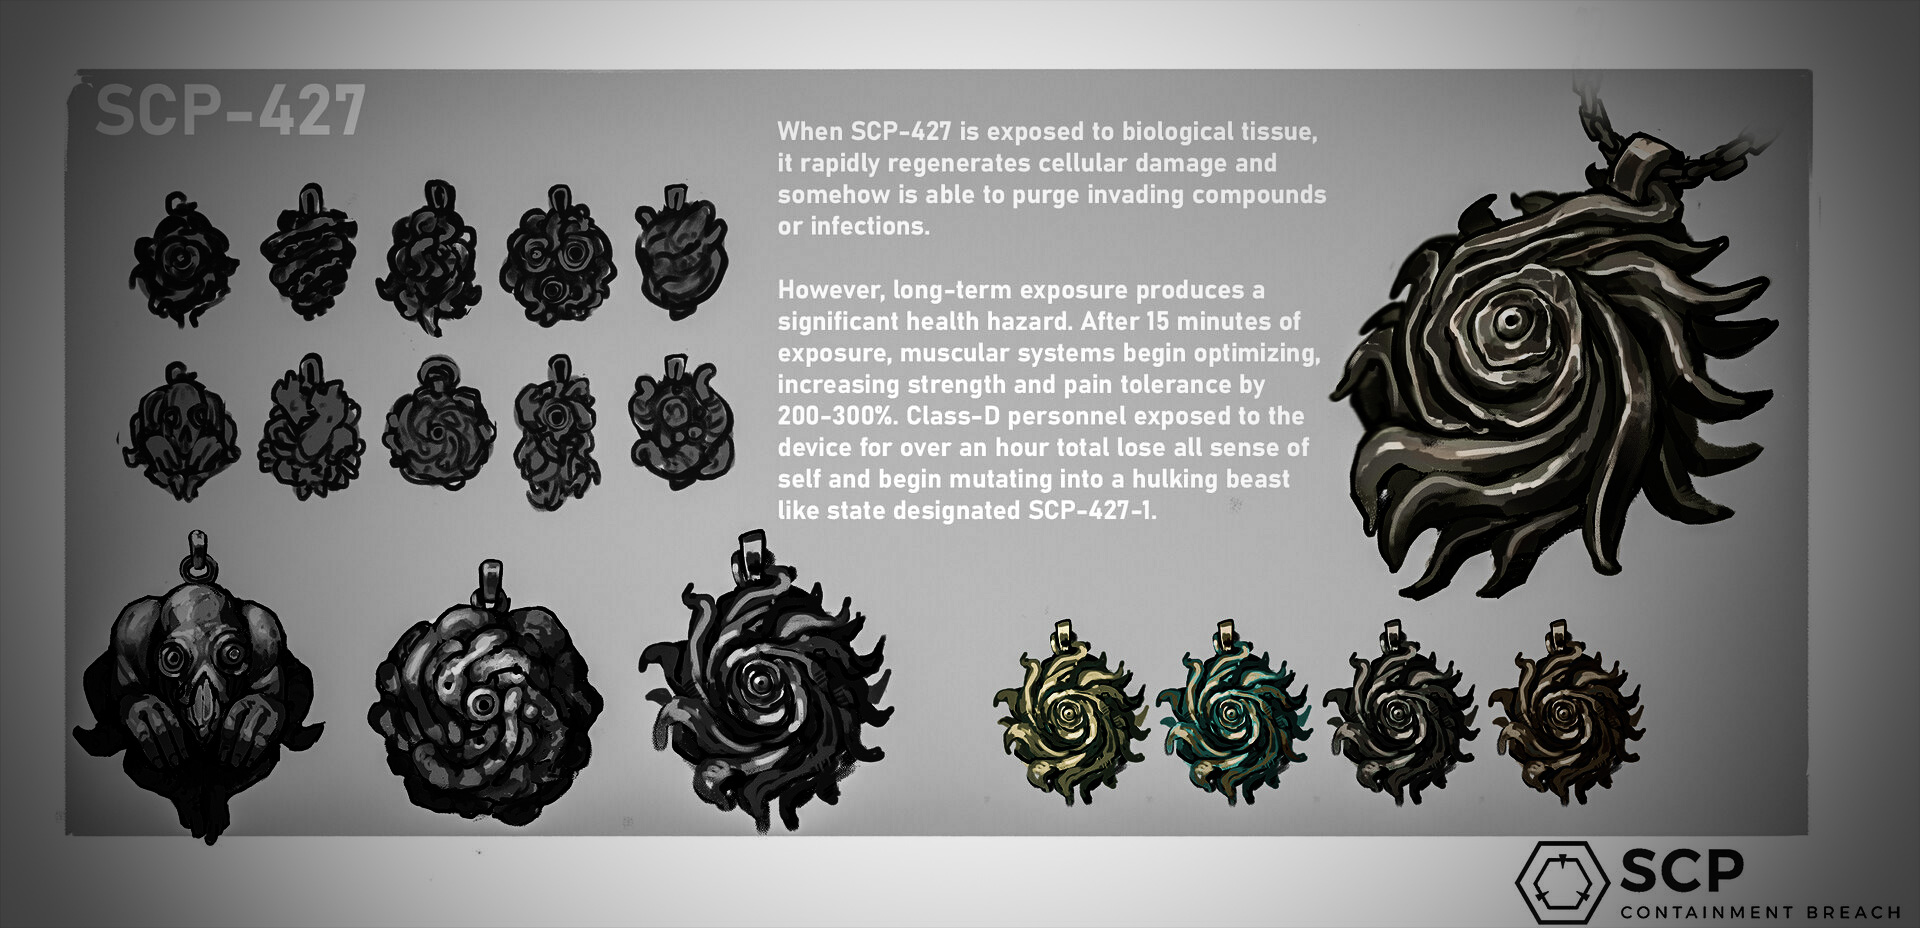 SCP-427
When SCP-427 is exposed to biological tissue,
it rapidly regenerates cellular damage and
somehow is able to purge invading compounds
or infections.
However, long-term exposure produces a
significant health hazard. After 15 minutes of
exposure, muscular systems begin optimizing,
increasing strength and pain tolerance by
200-300%. Class-D personnel exposed to the
device for over an hour total lose all sense of
self and begin mutating into a hulking beast
like state designated SCP-427-1.
SCP
CONTAINMENT BREACH